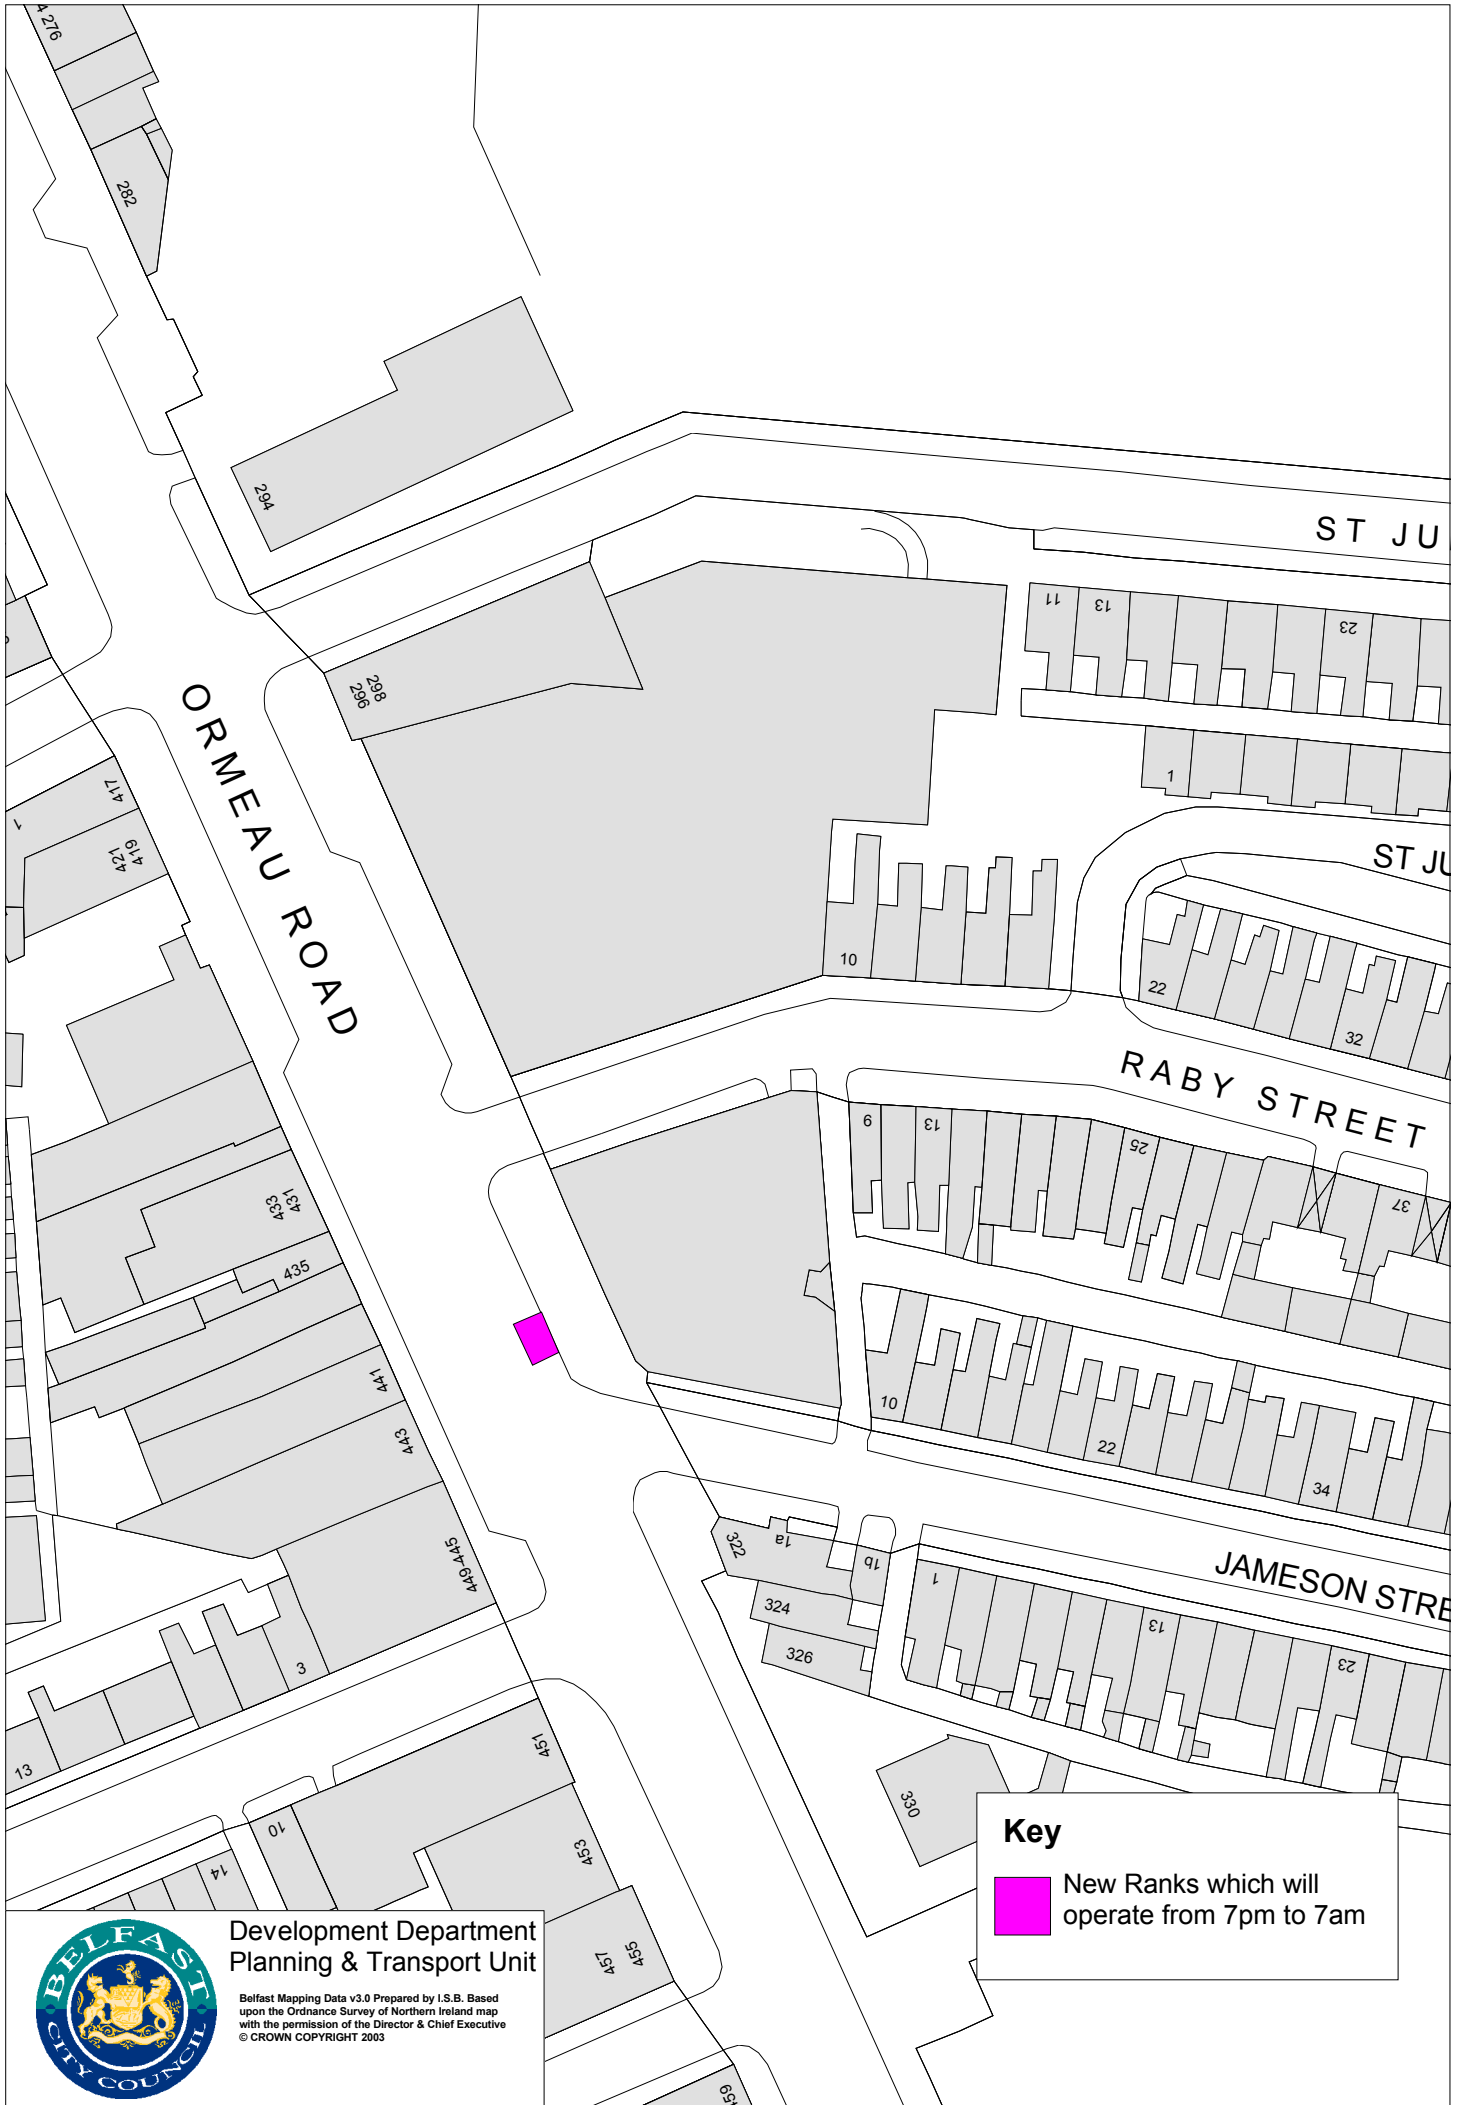 4 276
282
294
ST JU
11
13
23
298
296
ORMEAU ROAD
1
417
1
419
421
ST JU
10
22
32
RABY STREET
9
13
25
37
431
433
435
441
443
10
22
34
449-445
322
1a
1b
JAMESON STRE
324
326
1
13
23
3
13
451
330
10
14
453
455
457
459
Key
New Ranks which will
operate from 7pm to 7am
BELFAST
CITY COUNCIL
Development Department
Planning & Transport Unit
Belfast Mapping Data v3.0 Prepared by I.S.B. Based
upon the Ordnance Survey of Northern Ireland map
with the permission of the Director & Chief Executive
© CROWN COPYRIGHT 2003